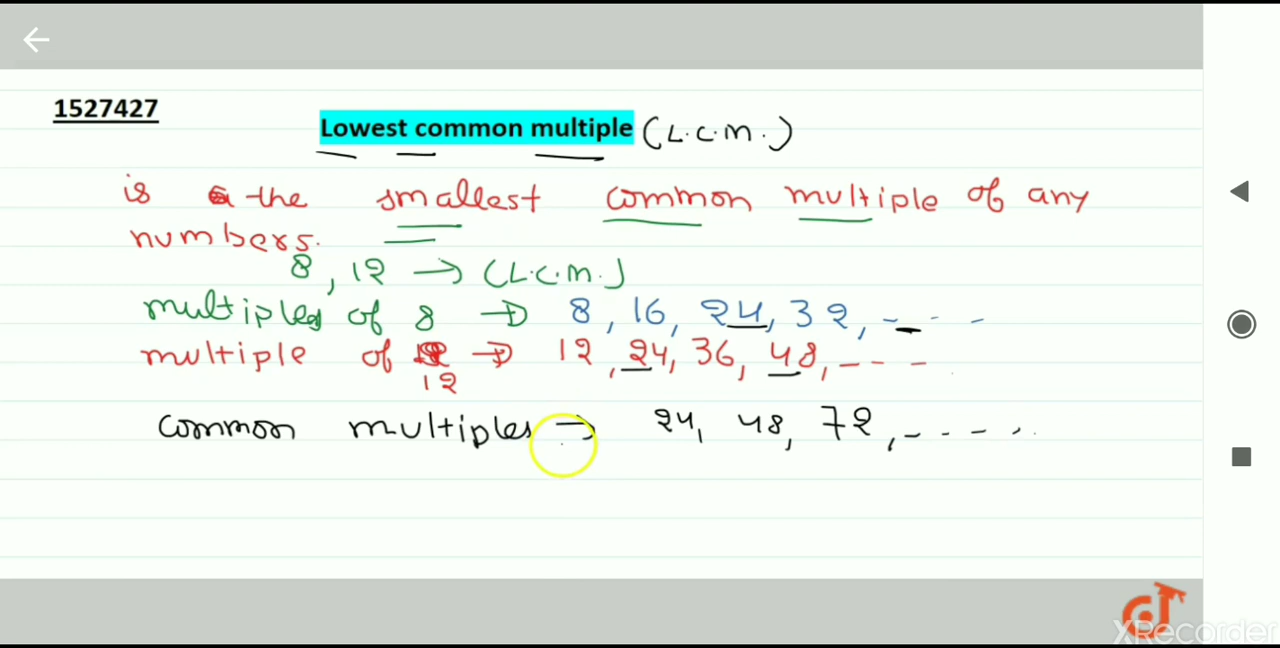 1527427
Lowest common multiple (L.C.M.)
is the smallest common multiple of any
numbers.
8, 12 → (L.C.M.)
multiples of 8 → 8, 16, 24, 32, - - - -
multiple of 12 → 12, 24, 36, 48, - - -
common multiples → 24, 48, 72, - - - -
XRecorder